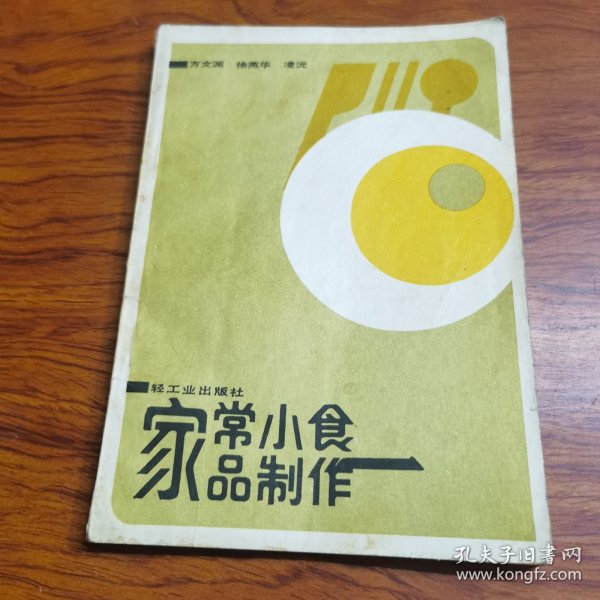 方文渊 徐燕华 凌沅
轻工业出版社
家常小食
品制作
孔夫子旧书网
www.kongfz.com